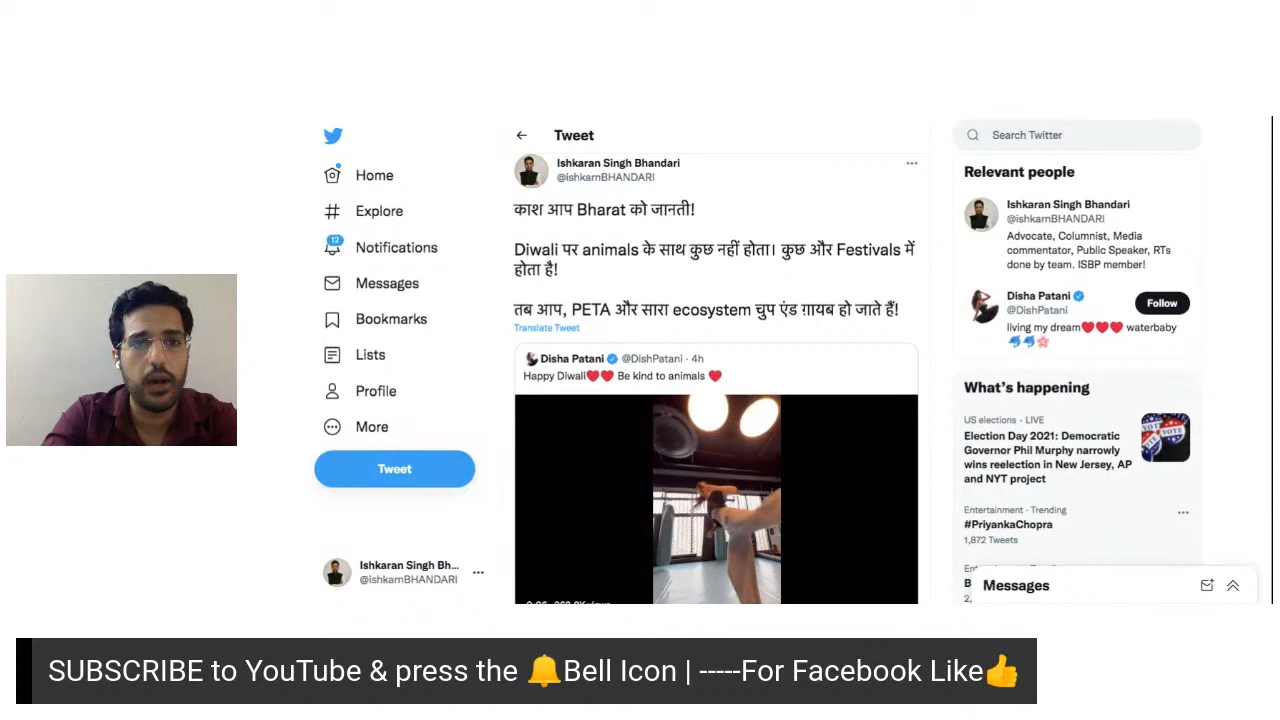 Tweet
Search Twitter
Home
Explore
12
Notifications
Messages
Bookmarks
Lists
Profile
More
Tweet
Ishkaran Singh Bh...
@ishkarnBHANDARI
Ishkaran Singh Bhandari
@ishkarnBHANDARI
काश आप Bharat को जानती!
Diwali पर animals के साथ कुछ नहीं होता। कुछ और Festivals में
होता है!
तब आप, PETA और सारा ecosystem चुप एंड ग़ायब हो जाते हैं!
Translate Tweet
Disha Patani @DishPatani · 4h
Happy Diwali❤️❤️ Be kind to animals ❤️
Relevant people
Ishkaran Singh Bhandari
@ishkarnBHANDARI
Advocate, Columnist, Media
commentator, Public Speaker, RTs
done by team. ISBP member!
Disha Patani
@DishPatani
Follow
living my dream❤️❤️❤️ waterbaby
🐬🐬🌸
What's happening
US elections · LIVE
Election Day 2021: Democratic
Governor Phil Murphy narrowly
wins reelection in New Jersey, AP
and NYT project
VOTE
Entertainment · Trending
#PriyankaChopra
1,872 Tweets
Messages
SUBSCRIBE to YouTube & press the 🔔Bell Icon | -----For Facebook Like👍